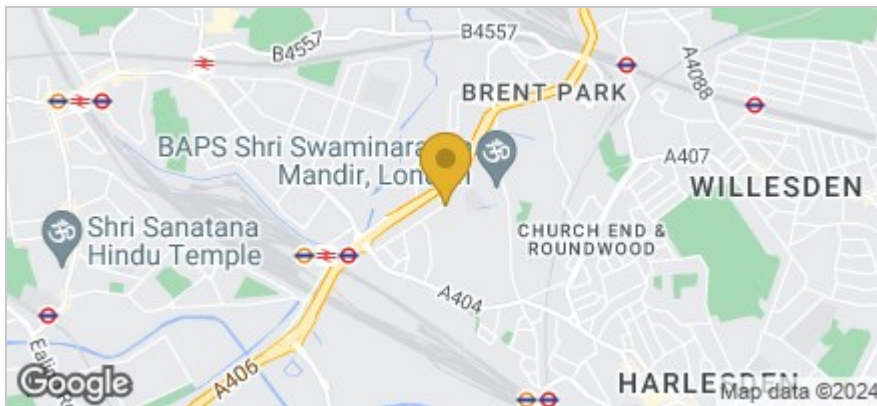 B4557
B4557
BRENT PARK
A4088
BAPS Shri Swaminara
Mandir, Lon
A407
WILLESDEN
Shri Sanatana
Hindu Temple
CHURCH END &
ROUNDWOOD
A404
A406
Google
HARLESDEN
Map data ©2024